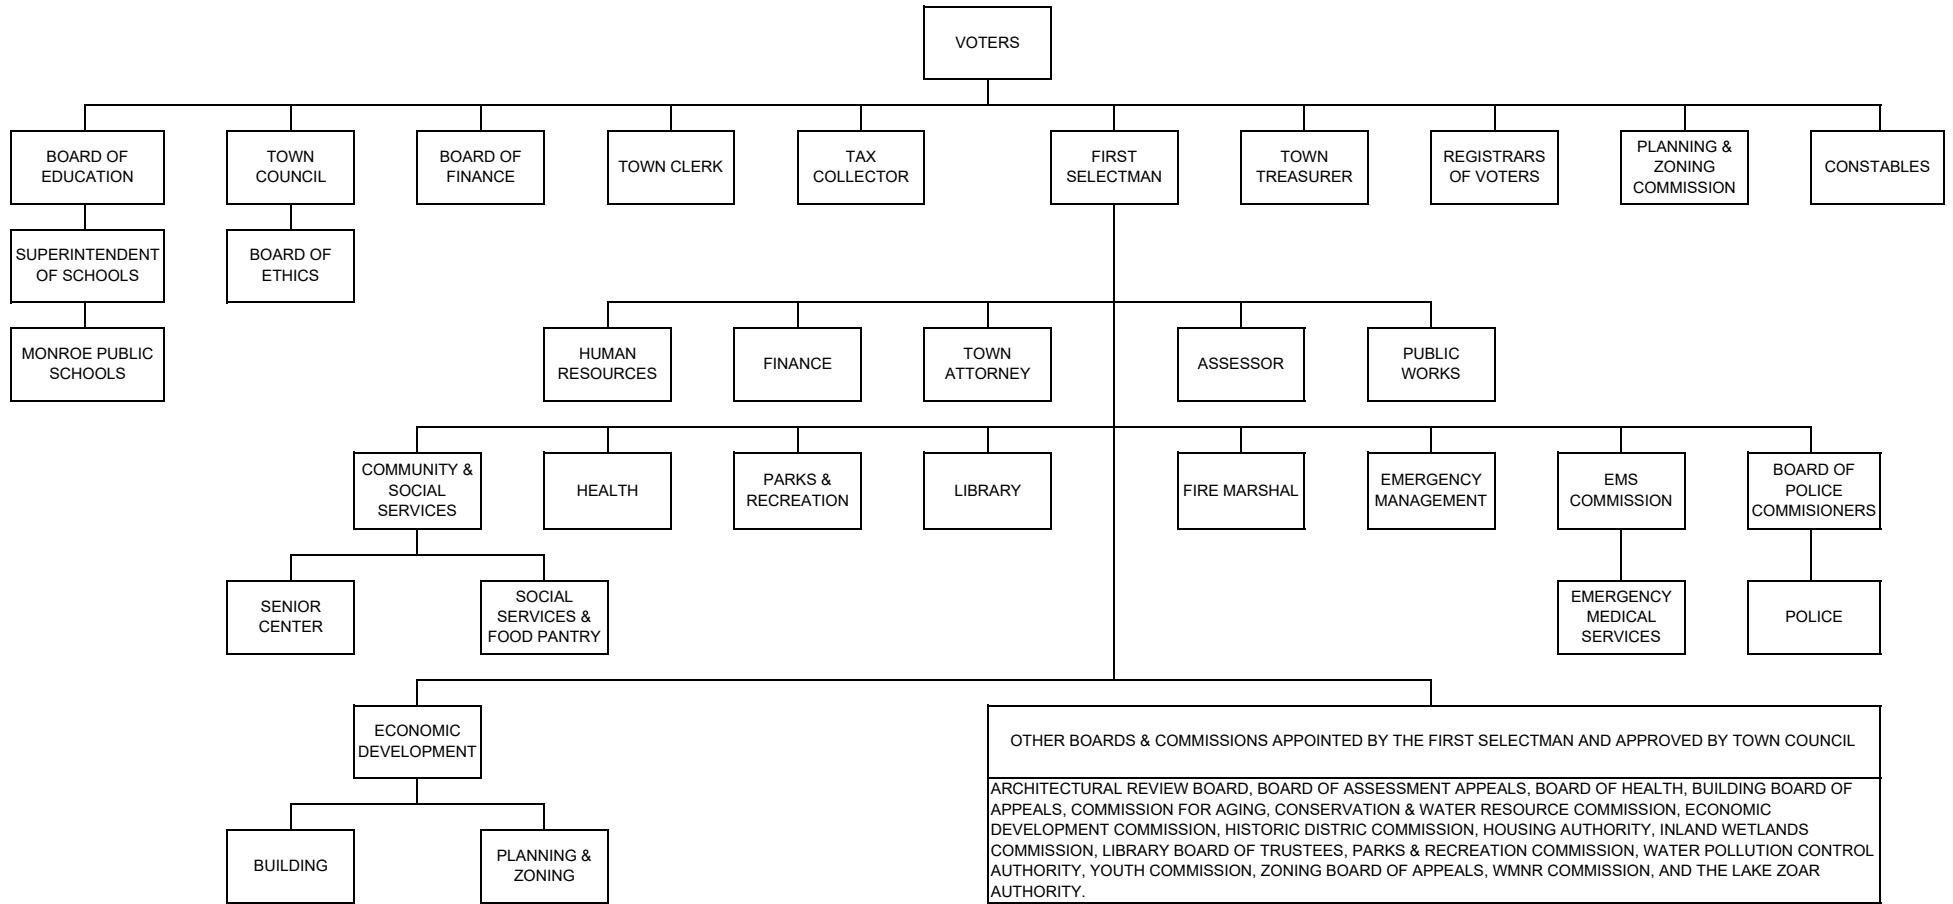 VOTERS
BOARD OF
EDUCATION
TOWN
COUNCIL
BOARD OF
FINANCE
TOWN CLERK
TAX
COLLECTOR
FIRST
SELECTMAN
TOWN
TREASURER
REGISTRARS
OF VOTERS
PLANNING &
ZONING
COMMISSION
CONSTABLES
SUPERINTENDENT
OF SCHOOLS
BOARD OF
ETHICS
MONROE PUBLIC
SCHOOLS
HUMAN
RESOURCES
FINANCE
TOWN
ATTORNEY
ASSESSOR
PUBLIC
WORKS
COMMUNITY &
SOCIAL
SERVICES
HEALTH
PARKS &
RECREATION
LIBRARY
FIRE MARSHAL
EMERGENCY
MANAGEMENT
EMS
COMMISSION
BOARD OF
POLICE
COMMISIONERS
SENIOR
CENTER
SOCIAL
SERVICES &
FOOD PANTRY
EMERGENCY
MEDICAL
SERVICES
POLICE
ECONOMIC
DEVELOPMENT
OTHER BOARDS & COMMISSIONS APPOINTED BY THE FIRST SELECTMAN AND APPROVED BY TOWN COUNCIL
ARCHITECTURAL REVIEW BOARD, BOARD OF ASSESSMENT APPEALS, BOARD OF HEALTH, BUILDING BOARD OF
APPEALS, COMMISSION FOR AGING, CONSERVATION & WATER RESOURCE COMMISSION, ECONOMIC
DEVELOPMENT COMMISSION, HISTORIC DISTRIC COMMISSION, HOUSING AUTHORITY, INLAND WETLANDS
COMMISSION, LIBRARY BOARD OF TRUSTEES, PARKS & RECREATION COMMISSION, WATER POLLUTION CONTROL
AUTHORITY, YOUTH COMMISSION, ZONING BOARD OF APPEALS, WMNR COMMISSION, AND THE LAKE ZOAR
AUTHORITY.
BUILDING
PLANNING &
ZONING